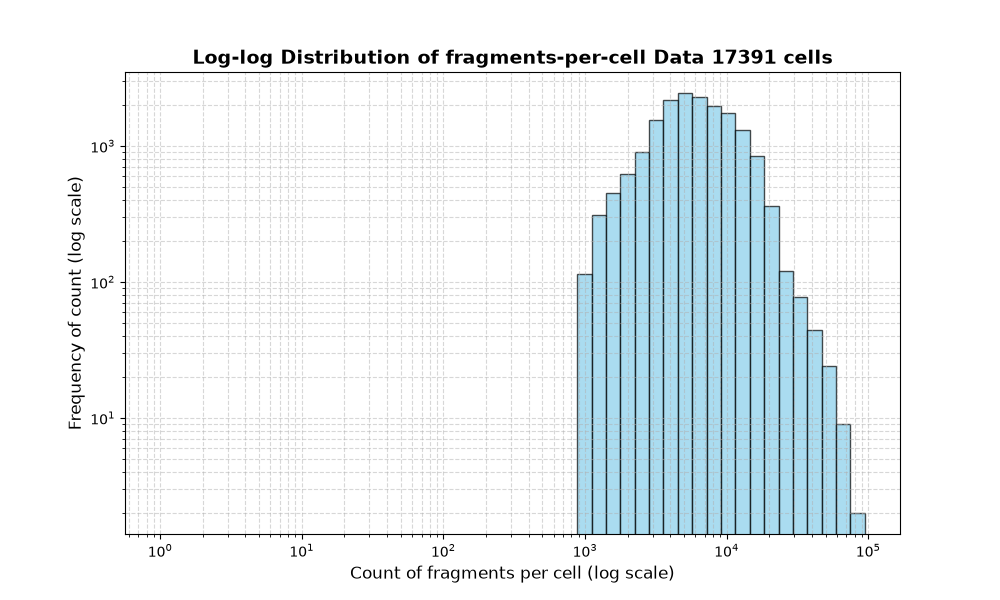 Log-log Distribution of fragments-per-cell Data 17391 cells
Frequency of count (log scale)
10³
10²
10¹
10⁰ 10¹ 10² 10³ 10⁴ 10⁵
Count of fragments per cell (log scale)